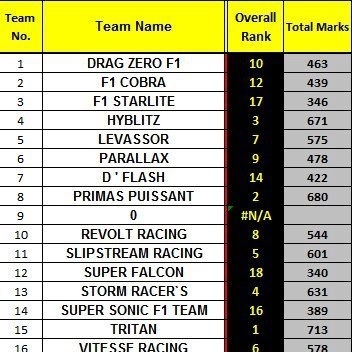 Team No. Team Name Overall Rank Total Marks
1 DRAG ZERO F1 10 463
2 F1 COBRA 12 439
3 F1 STARLITE 17 346
4 HYBLITZ 3 671
5 LEVASSOR 7 575
6 PARALLAX 9 478
7 D ' FLASH 14 422
8 PRIMAS PUISSANT 2 680
9 0 #N/A
10 REVOLT RACING 8 544
11 SLIPSTREAM RACING 5 601
12 SUPER FALCON 18 340
13 STORM RACER`S 4 631
14 SUPER SONIC F1 TEAM 16 389
15 TRITAN 1 713
16 VITESSE RACING 6 578